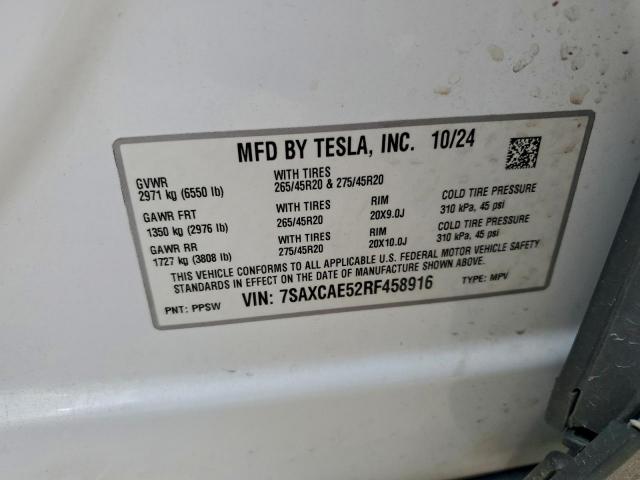 MFD BY TESLA, INC. 10/24
GVWR WITH TIRES
2971 kg (6550 lb) 265/45R20 & 275/45R20
GAWR FRT WITH TIRES RIM COLD TIRE PRESSURE
1350 kg (2976 lb) 265/45R20 20X9.0J 310 kPa, 45 psi
GAWR RR WITH TIRES RIM COLD TIRE PRESSURE
1727 kg (3808 lb) 275/45R20 20X10.0J 310 kPa, 45 psi
THIS VEHICLE CONFORMS TO ALL APPLICABLE U.S. FEDERAL MOTOR VEHICLE SAFETY
STANDARDS IN EFFECT ON THE DATE OF MANUFACTURE SHOWN ABOVE.
PNT: PPSW VIN: 7SAXCAE52RF458916 TYPE: MPV